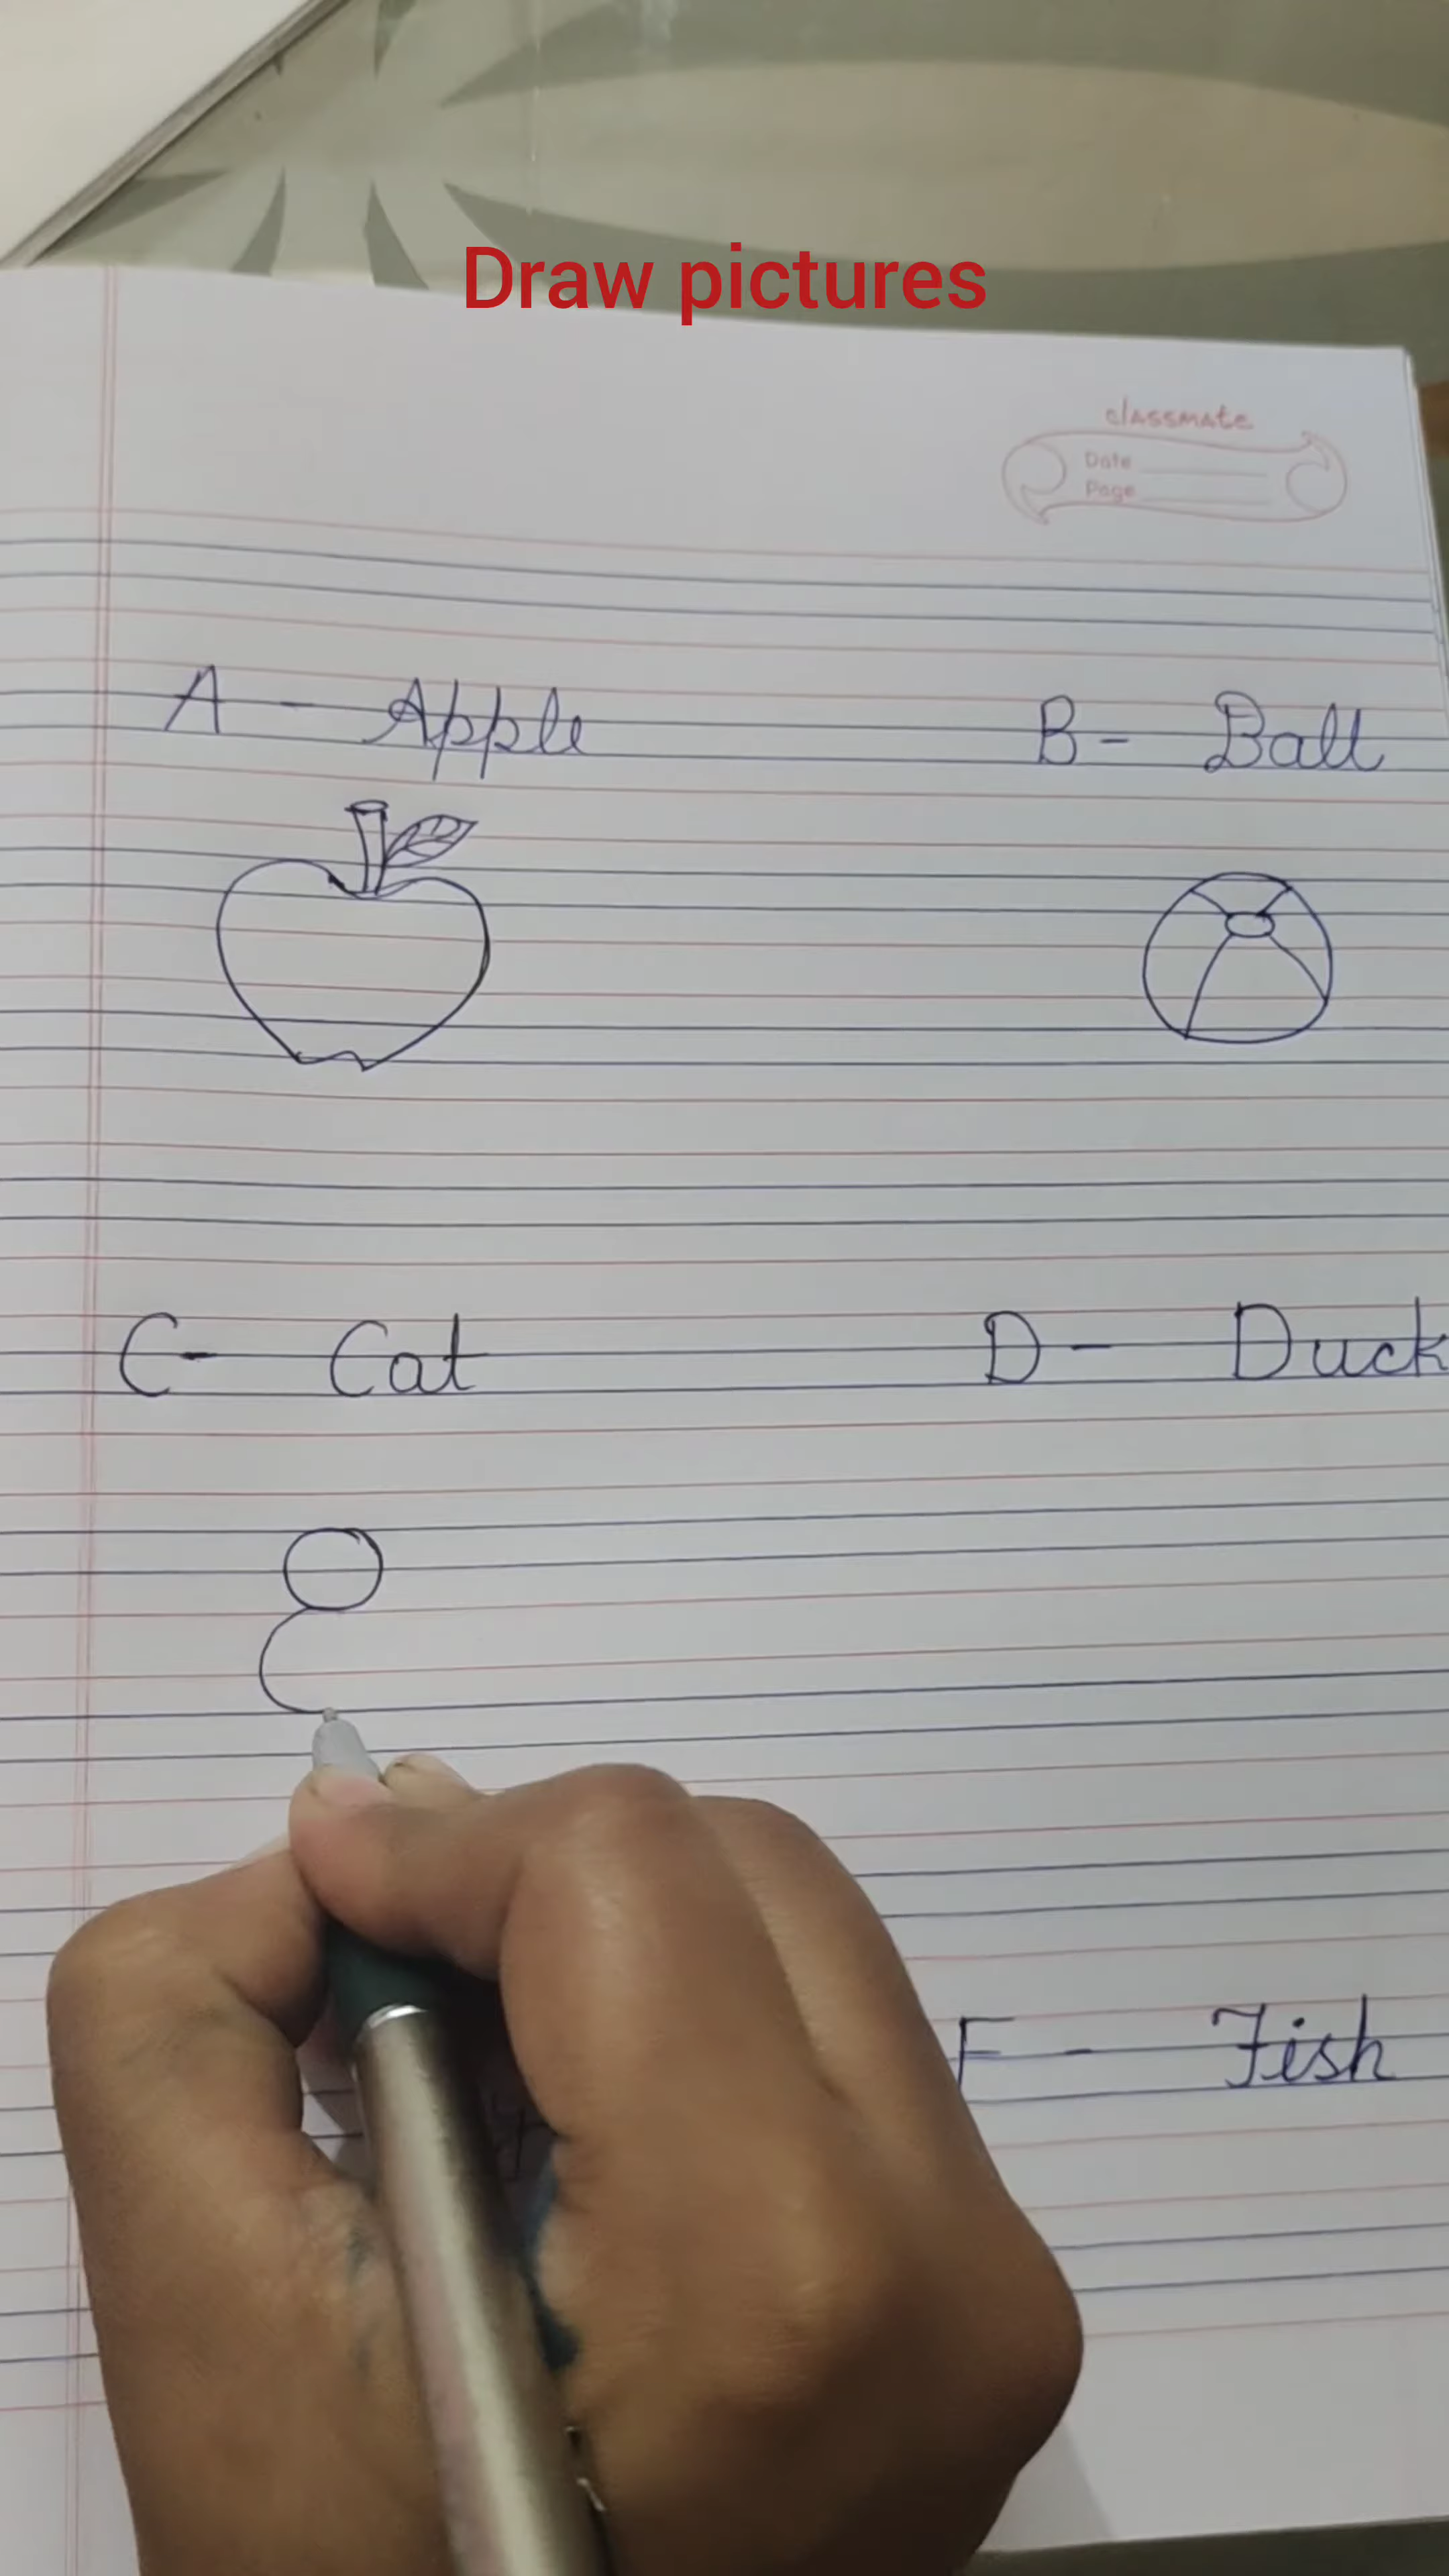 Draw pictures
classmate
Date
Page
A - Apple
B - Ball
C - Cat
D - Duck
F - Fish